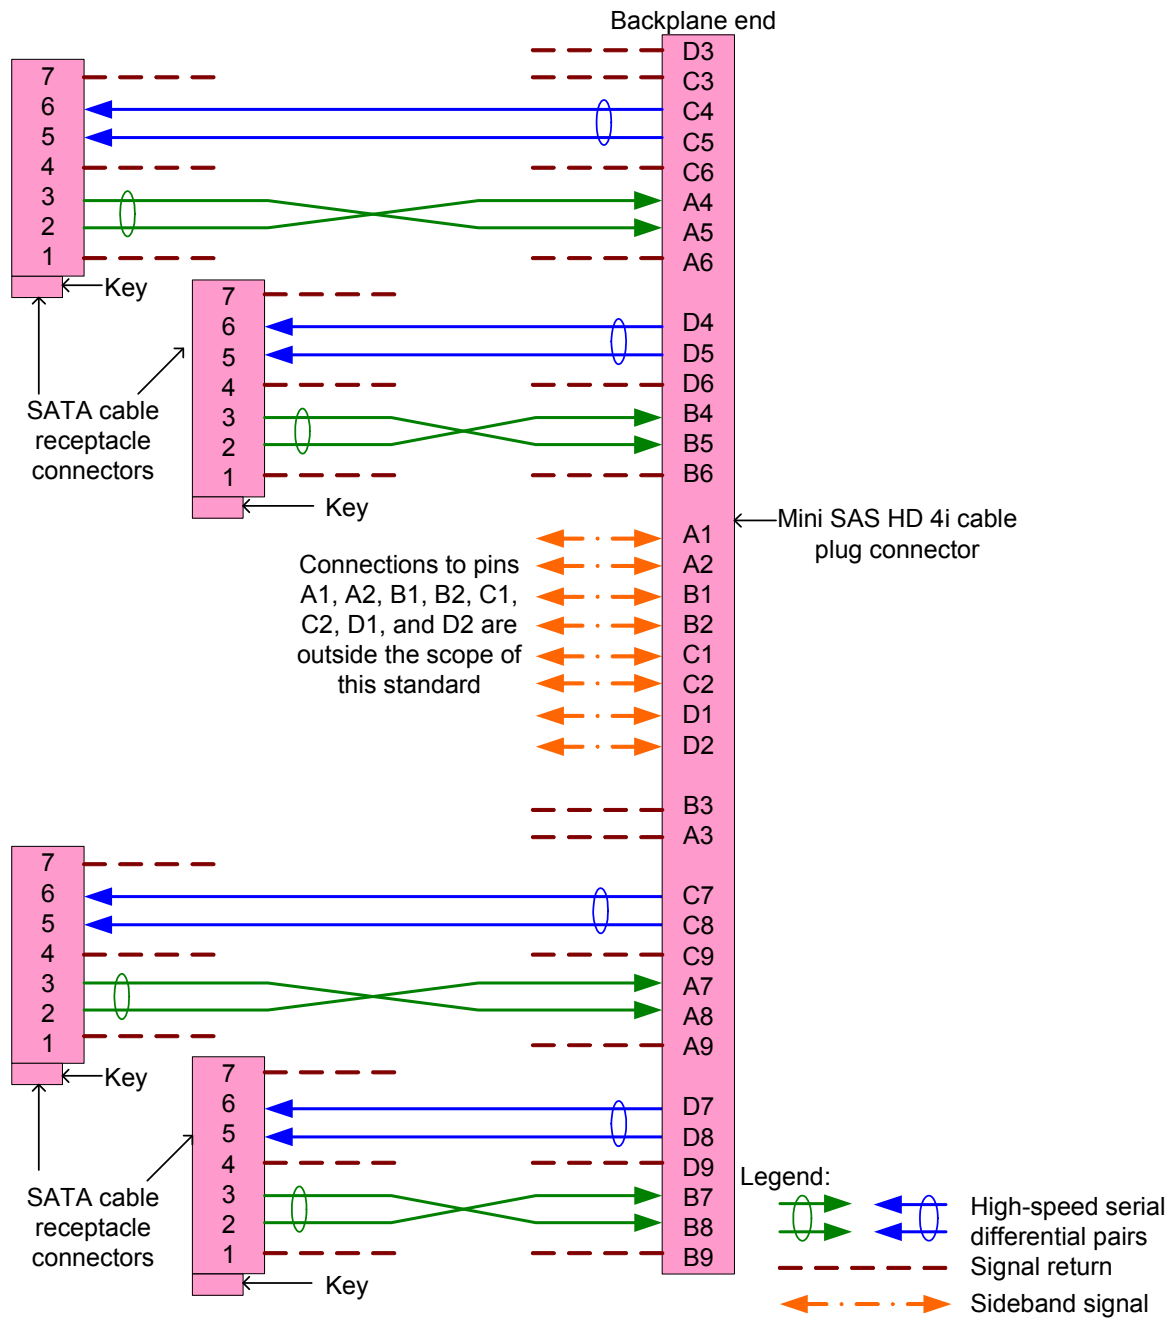 Backplane end
D3
C3
C4
C5
C6
A4
A5
A6
D4
D5
D6
B4
B5
B6
A1
A2
B1
B2
C1
C2
D1
D2
B3
A3
C7
C8
C9
A7
A8
A9
D7
D8
D9
B7
B8
B9
7
6
5
4
3
2
1
Key
7
6
5
4
3
2
1
Key
SATA cable
receptacle
connectors
Mini SAS HD 4i cable
plug connector
Connections to pins
A1, A2, B1, B2, C1,
C2, D1, and D2 are
outside the scope of
this standard
7
6
5
4
3
2
1
Key
7
6
5
4
3
2
1
Key
SATA cable
receptacle
connectors
Legend:
High-speed serial
differential pairs
Signal return
Sideband signal